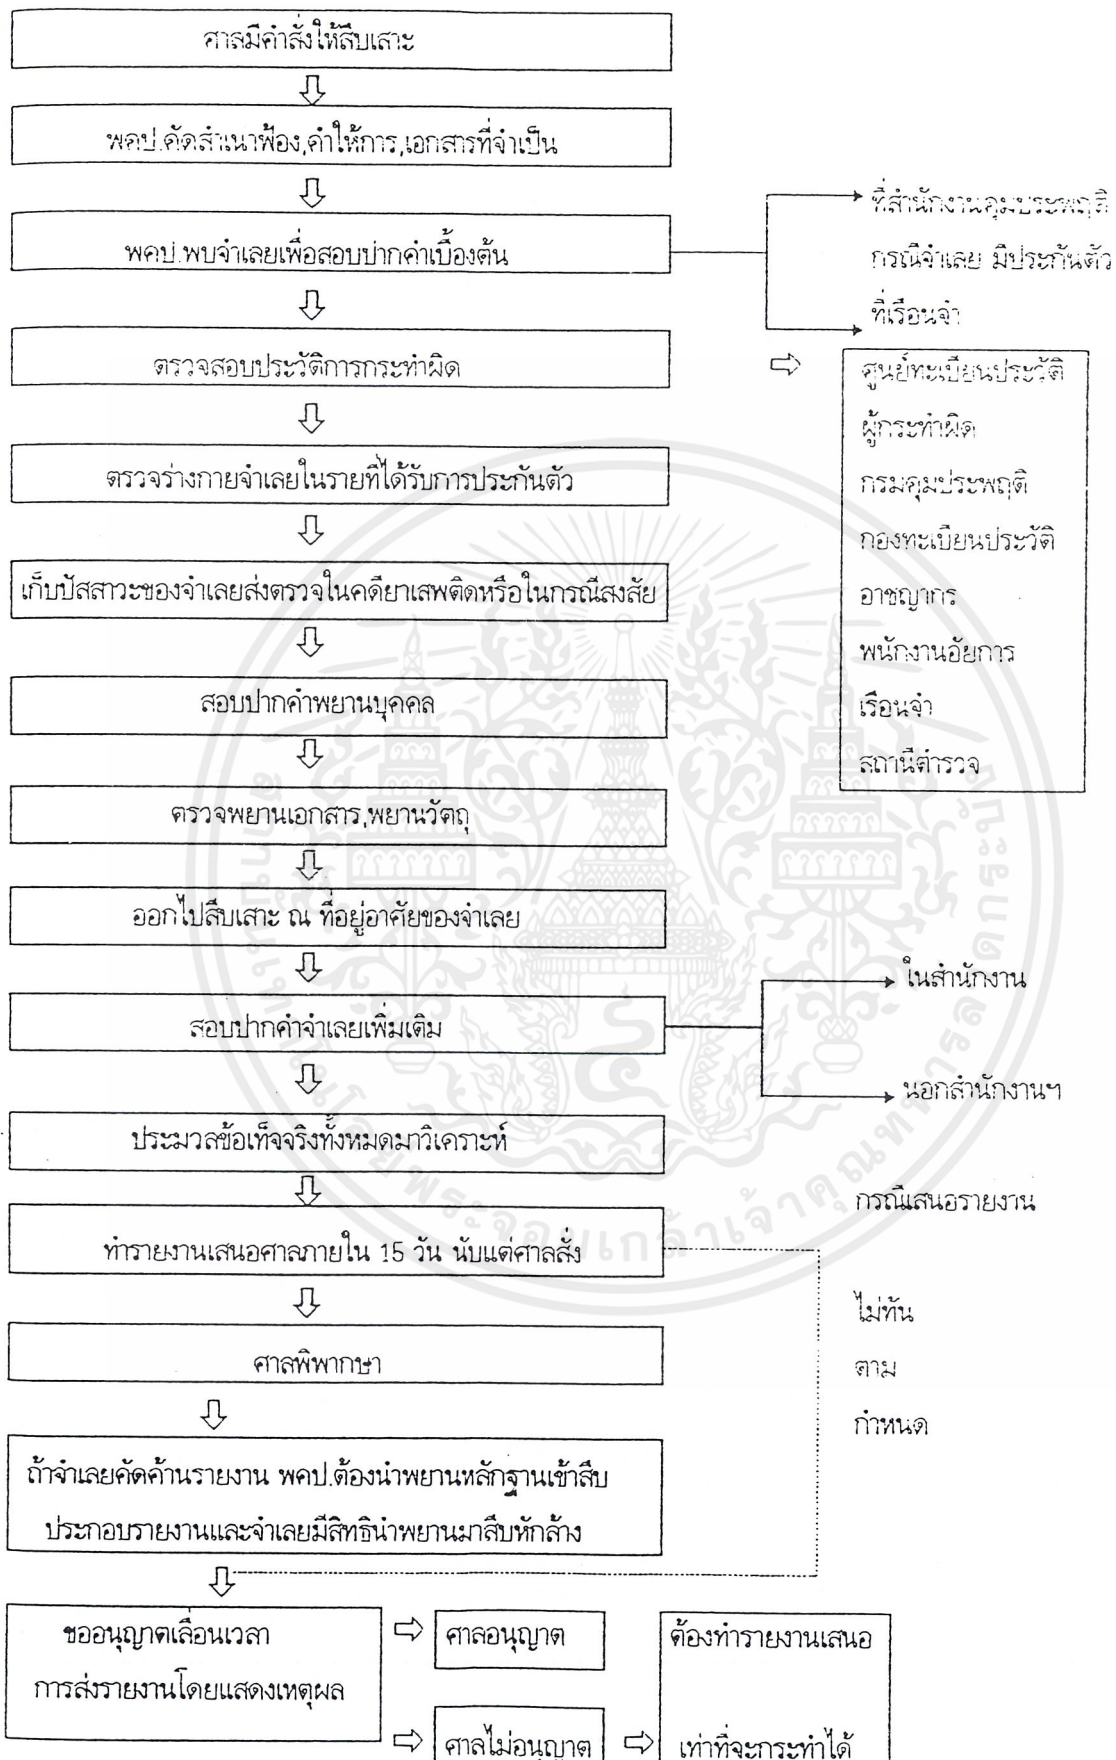 ศาลมีคำสั่งให้สืบเสาะ
พคป.คัดสำเนาฟ้อง,คำให้การ,เอกสารที่จำเป็น
พคป.พบจำเลยเพื่อสอบปากคำเบื้องต้น
ที่สำนักงานคุมประพฤติ
กรณีจำเลย มีประกันตัว
ที่เรือนจำ
ตรวจสอบประวัติการกระทำผิด
ศูนย์ทะเบียนประวัติ
ผู้กระทำผิด
กรมคุมประพฤติ
กองทะเบียนประวัติ
อาชญากร
พนักงานอัยการ
เรือนจำ
สถานีตำรวจ
ตรวจร่างกายจำเลยในรายที่ได้รับการประกันตัว
เก็บปัสสาวะของจำเลยส่งตรวจในคดียาเสพติดหรือในกรณีสงสัย
สอบปากคำพยานบุคคล
ตรวจพยานเอกสาร,พยานวัตถุ
ออกไปสืบเสาะ ณ ที่อยู่อาศัยของจำเลย
สอบปากคำจำเลยเพิ่มเติม
ในสำนักงาน
นอกสำนักงานฯ
ประมวลข้อเท็จจริงทั้งหมดมาวิเคราะห์
ทำรายงานเสนอศาลภายใน 15 วัน นับแต่ศาลสั่ง
กรณีเสนอรายงาน
ไม่ทัน
ตาม
กำหนด
ศาลพิพากษา
ถ้าจำเลยคัดค้านรายงาน พคป.ต้องนำพยานหลักฐานเข้าสืบ
ประกอบรายงานและจำเลยมีสิทธินำพยานมาสืบหักล้าง
ขออนุญาตเลื่อนเวลา
การส่งรายงานโดยแสดงเหตุผล
ศาลอนุญาต
ศาลไม่อนุญาต
ต้องทำรายงานเสนอ
เท่าที่จะกระทำได้